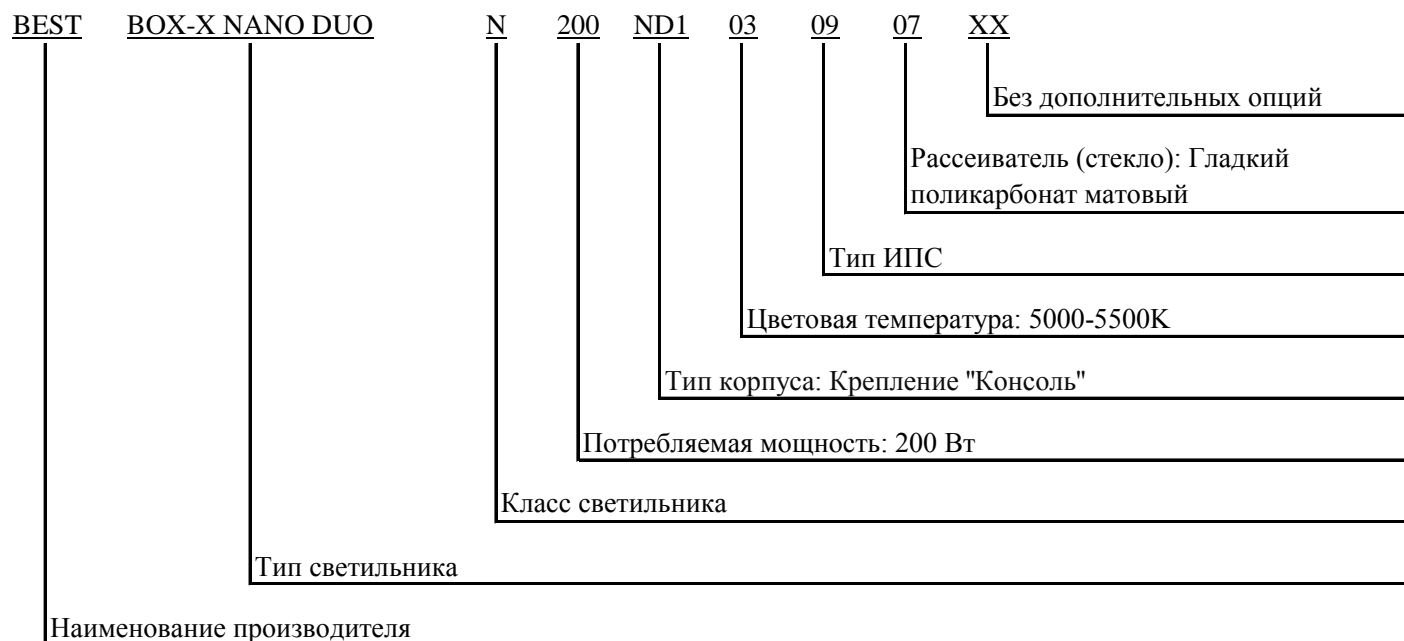 BEST BOX-X NANO DUO N 200 ND1 03 09 07 XX
Без дополнительных опций
Рассеиватель (стекло): Гладкий
поликарбонат матовый
Тип ИПС
Цветовая температура: 5000-5500K
Тип корпуса: Крепление "Консоль"
Потребляемая мощность: 200 Вт
Класс светильника
Тип светильника
Наименование производителя